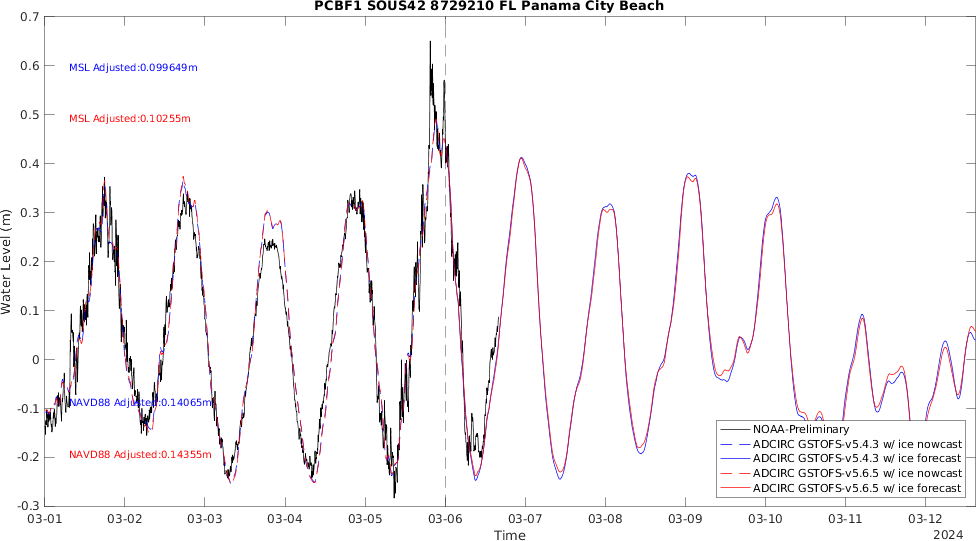 PCBF1 SOUS42 8729210 FL Panama City Beach
0.7
0.6
0.5
0.4
0.3
0.2
0.1
0
-0.1
-0.2
-0.3
Water Level (m)
MSL Adjusted:0.099649m
MSL Adjusted:0.10255m
NAVD88 Adjusted:0.14065m
NAVD88 Adjusted:0.14355m
NOAA-Preliminary
ADCIRC GSTOFS-v5.4.3 w/ ice nowcast
ADCIRC GSTOFS-v5.4.3 w/ ice forecast
ADCIRC GSTOFS-v5.6.5 w/ ice nowcast
ADCIRC GSTOFS-v5.6.5 w/ ice forecast
03-01 03-02 03-03 03-04 03-05 03-06 03-07 03-08 03-09 03-10 03-11 03-12
Time
2024